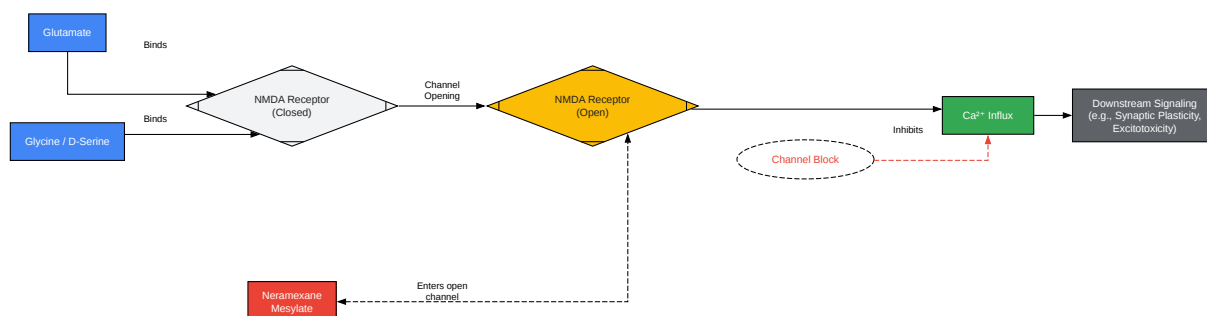 Glutamate
Binds
NMDA Receptor
(Closed)
Channel
Opening
NMDA Receptor
(Open)
Binds
Glycine / D-Serine
Inhibits
Ca²⁺ Influx
Downstream Signaling
(e.g., Synaptic Plasticity,
Excitotoxicity)
Channel Block
Enters open
channel
Neramexane
Mesylate